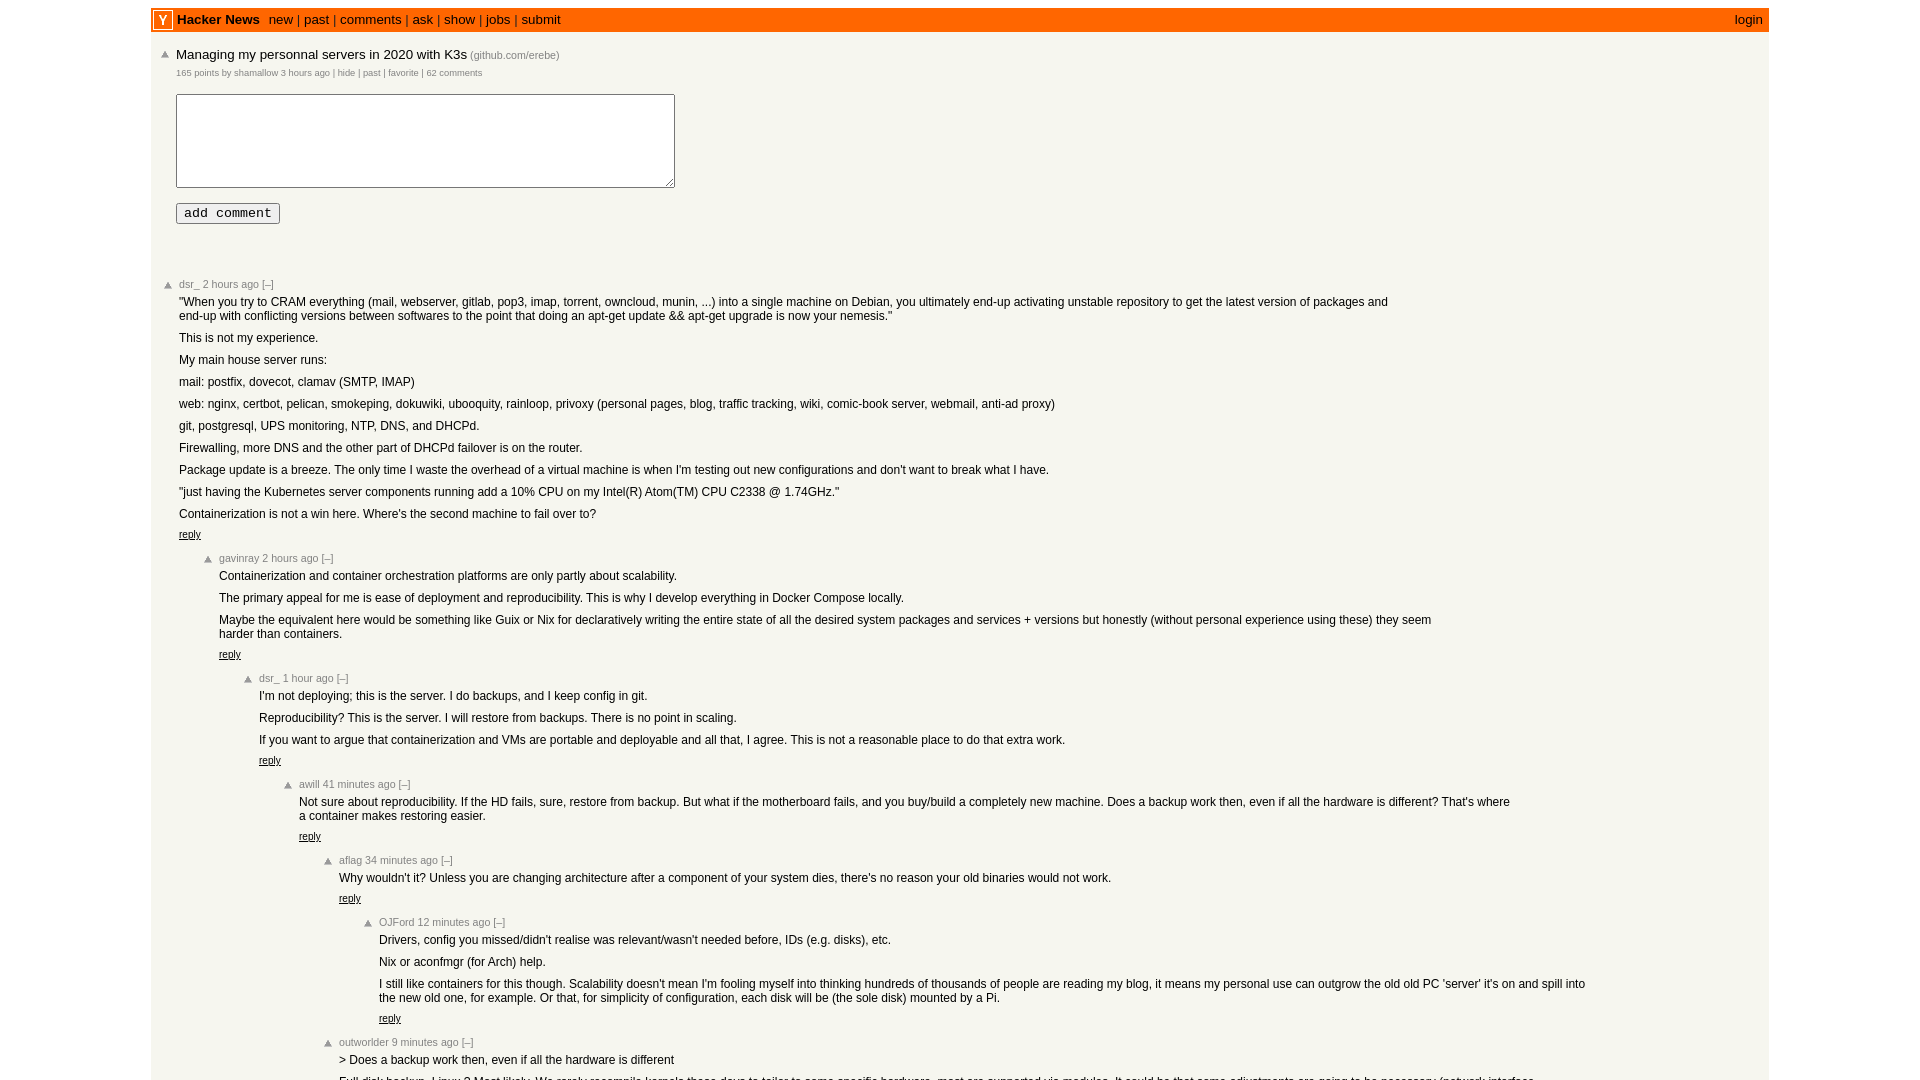 Y Hacker News new | past | comments | ask | show | jobs | submit login
Managing my personnal servers in 2020 with K3s (github.com/erebe)
165 points by shamallow 3 hours ago | hide | past | favorite | 62 comments
add comment
dsr_ 2 hours ago [–]
"When you try to CRAM everything (mail, webserver, gitlab, pop3, imap, torrent, owncloud, munin, ...) into a single machine on Debian, you ultimately end-up activating unstable repository to get the latest version of packages and
end-up with conflicting versions between softwares to the point that doing an apt-get update && apt-get upgrade is now your nemesis."
This is not my experience.
My main house server runs:
mail: postfix, dovecot, clamav (SMTP, IMAP)
web: nginx, certbot, pelican, smokeping, dokuwiki, ubooquity, rainloop, privoxy (personal pages, blog, traffic tracking, wiki, comic-book server, webmail, anti-ad proxy)
git, postgresql, UPS monitoring, NTP, DNS, and DHCPd.
Firewalling, more DNS and the other part of DHCPd failover is on the router.
Package update is a breeze. The only time I waste the overhead of a virtual machine is when I'm testing out new configurations and don't want to break what I have.
"just having the Kubernetes server components running add a 10% CPU on my Intel(R) Atom(TM) CPU C2338 @ 1.74GHz."
Containerization is not a win here. Where's the second machine to fail over to?
reply
gavinray 2 hours ago [–]
Containerization and container orchestration platforms are only partly about scalability.
The primary appeal for me is ease of deployment and reproducibility. This is why I develop everything in Docker Compose locally.
Maybe the equivalent here would be something like Guix or Nix for declaratively writing the entire state of all the desired system packages and services + versions but honestly (without personal experience using these) they seem
harder than containers.
reply
dsr_ 1 hour ago [–]
I'm not deploying; this is the server. I do backups, and I keep config in git.
Reproducibility? This is the server. I will restore from backups. There is no point in scaling.
If you want to argue that containerization and VMs are portable and deployable and all that, I agree. This is not a reasonable place to do that extra work.
reply
awill 41 minutes ago [–]
Not sure about reproducibility. If the HD fails, sure, restore from backup. But what if the motherboard fails, and you buy/build a completely new machine. Does a backup work then, even if all the hardware is different? That's where
a container makes restoring easier.
reply
aflag 34 minutes ago [–]
Why wouldn't it? Unless you are changing architecture after a component of your system dies, there's no reason your old binaries would not work.
reply
OJFord 12 minutes ago [–]
Drivers, config you missed/didn't realise was relevant/wasn't needed before, IDs (e.g. disks), etc.
Nix or aconfmgr (for Arch) help.
I still like containers for this though. Scalability doesn't mean I'm fooling myself into thinking hundreds of thousands of people are reading my blog, it means my personal use can outgrow the old old PC 'server' it's on and spill into
the new old one, for example. Or that, for simplicity of configuration, each disk will be (the sole disk) mounted by a Pi.
reply
outworlder 9 minutes ago [–]
> Does a backup work then, even if all the hardware is different